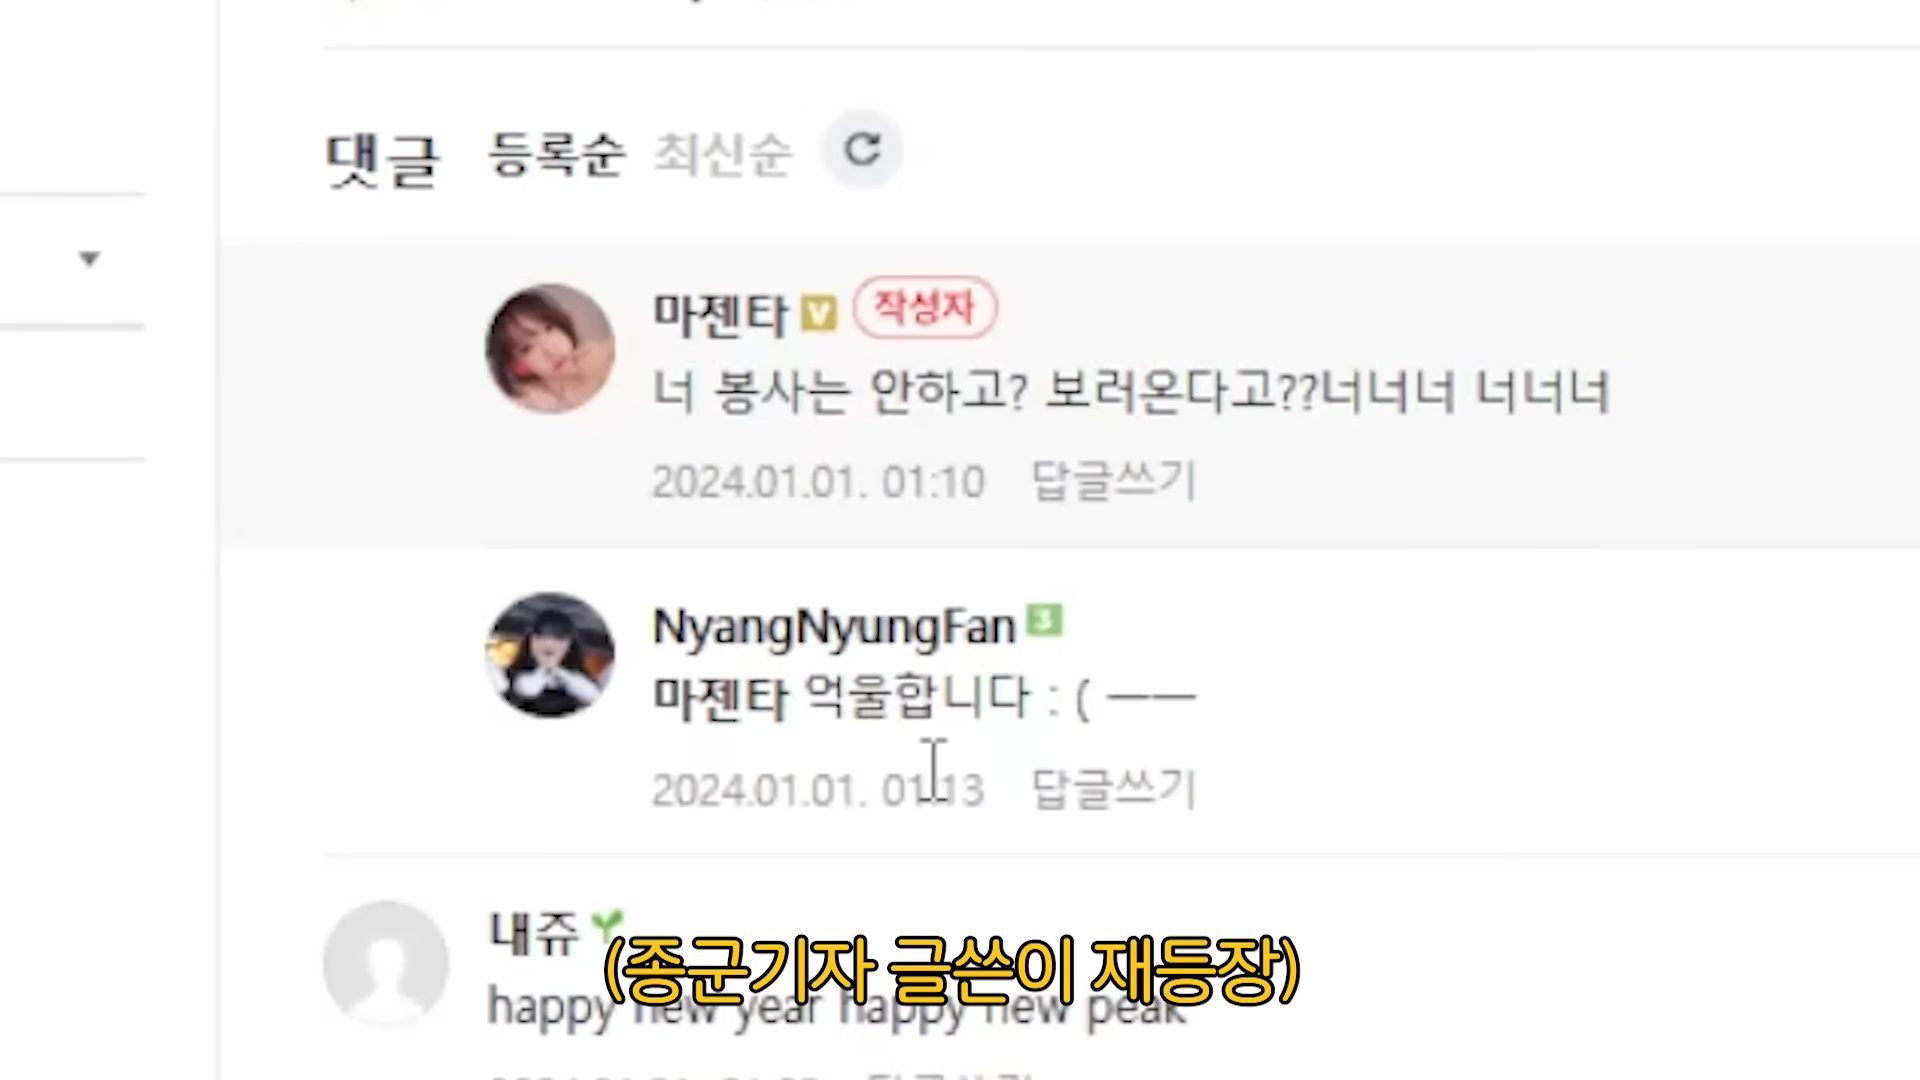 댓글 등록순 최신순
마젠타 V 작성자
너 봉사는 안하고? 보러온다고??너너너 너너너
2024.01.01. 01:10 답글쓰기
NyangNyungFan 3
마젠타 억울합니다 : ( ㅡㅡ
2024.01.01. 01:13 답글쓰기
내쥬
(종군기자 글쓴이 재등장)
happy new year happy new peak